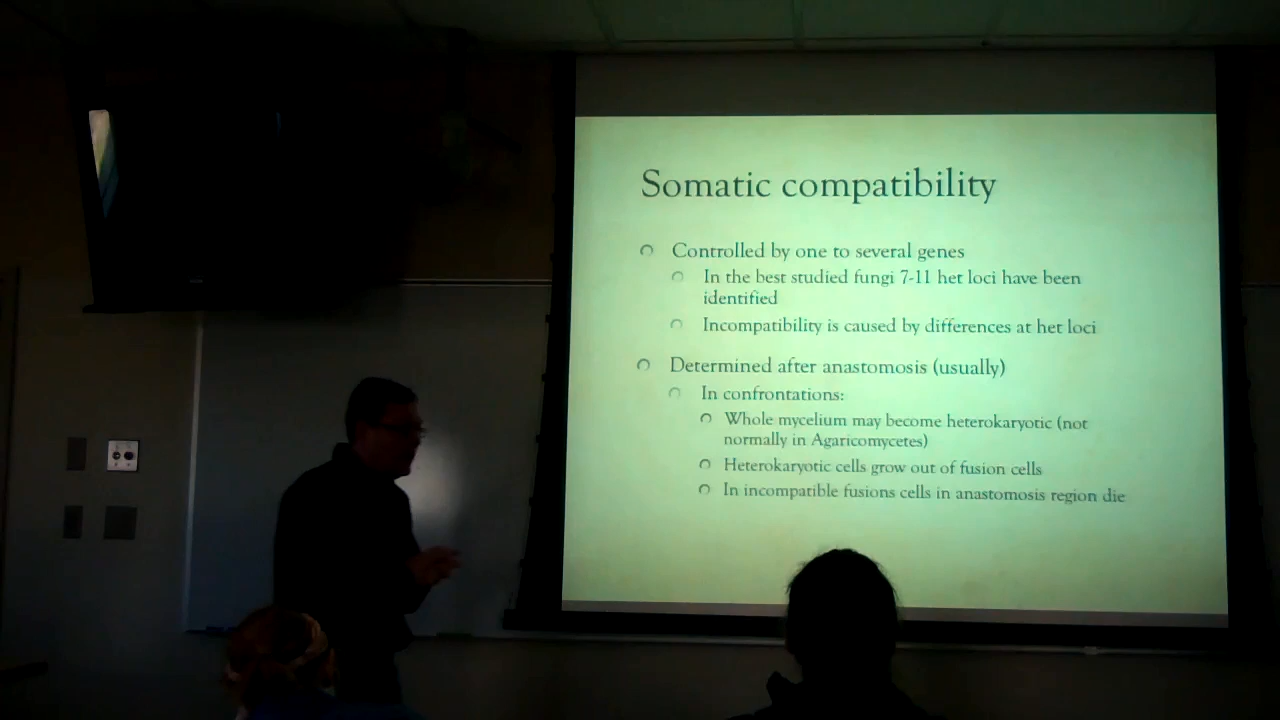 Somatic compatibility
Controlled by one to several genes
In the best studied fungi 7-11 het loci have been
identified
Incompatibility is caused by differences at het loci
Determined after anastomosis (usually)
In confrontations:
Whole mycelium may become heterokaryotic (not
normally in Agaricomycetes)
Heterokaryotic cells grow out of fusion cells
In incompatible fusions cells in anastomosis region die